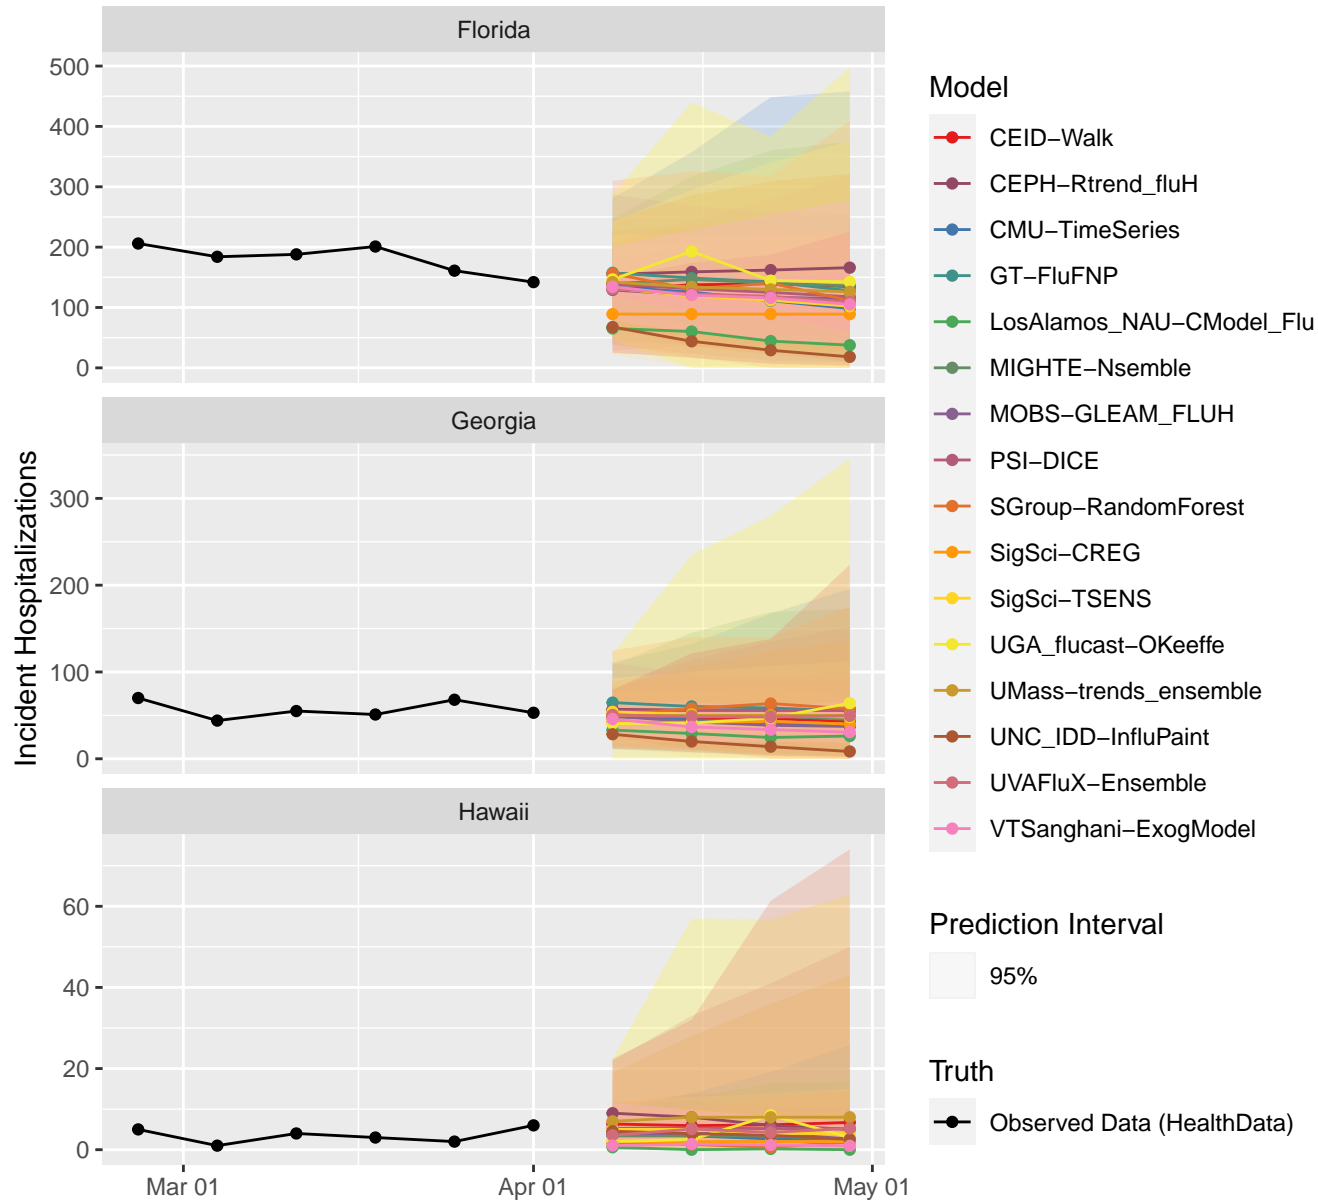 Florida
500
400
300
200
100
0
Georgia
300
200
100
0
Hawaii
60
40
20
0
Mar 01
Apr 01
May 01
Incident Hospitalizations
Model
CEID−Walk
CEPH−Rtrend_fluH
CMU−TimeSeries
GT−FluFNP
LosAlamos_NAU−CModel_Flu
MIGHTE−Nsemble
MOBS−GLEAM_FLUH
PSI−DICE
SGroup−RandomForest
SigSci−CREG
SigSci−TSENS
UGA_flucast−OKeeffe
UMass−trends_ensemble
UNC_IDD−InfluPaint
UVAFluX−Ensemble
VTSanghani−ExogModel
Prediction Interval
95%
Truth
Observed Data (HealthData)